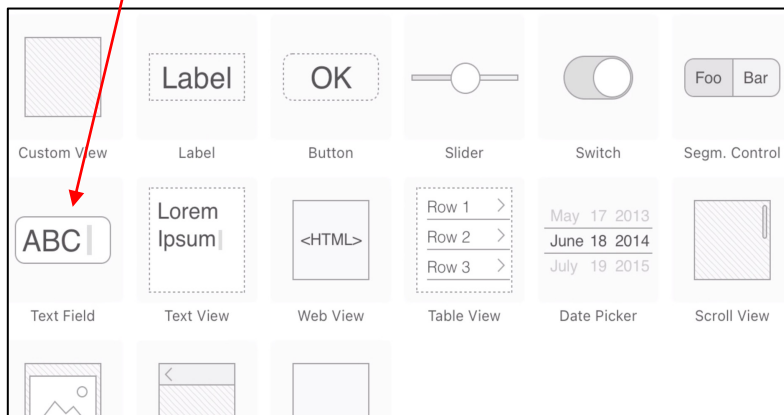 Label
OK
Foo Bar
Custom View Label Button Slider Switch Segm. Control
ABC
Lorem
Ipsum
<HTML>
Row 1
Row 2
Row 3
May 17 2013
June 18 2014
July 19 2015
Text Field Text View Web View Table View Date Picker Scroll View